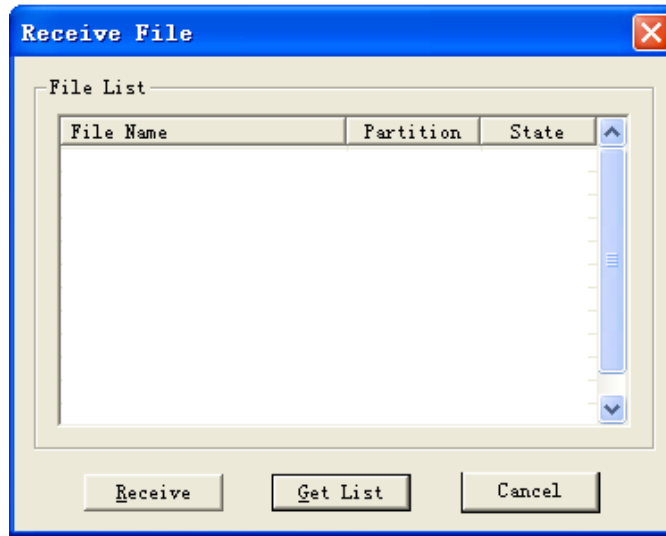 Receive File
File List
File Name Partition State
Receive Get List Cancel